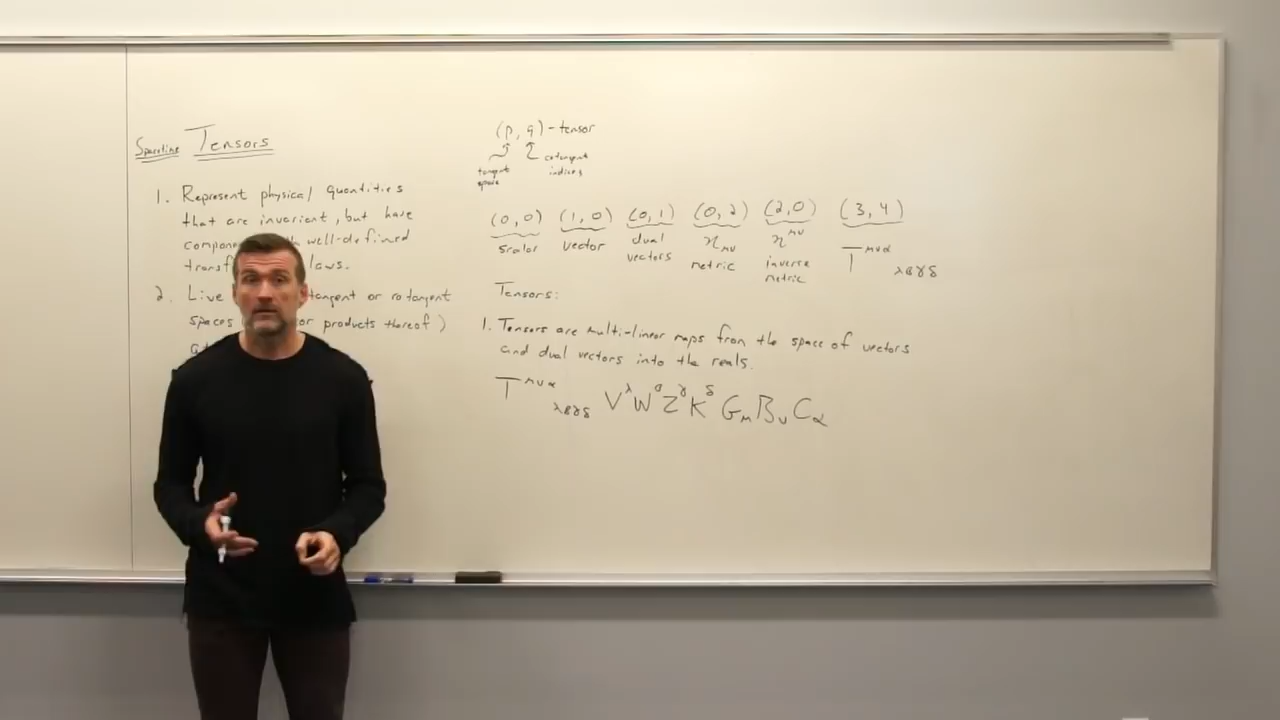 Spacetime Tensors
1. Represent physical quantities
that are invariant, but have
well-defined
laws.
2. Live tangent or cotangent
spaces products thereof)
(p, q) - tensor
tangent space
cotangent indices
(0,0) (1,0) (0,1) (0,2) (2,0) (3,4)
scalar vector dual vectors η_μν metric η^μν inverse metric T^μνα_λβγδ
Tensors:
1. Tensors are multi-linear maps from the space of vectors
and dual vectors into the reals.
T^μνα_λβγδ V^λ W^σ Z^γ K^δ G_μ B_ν C_α